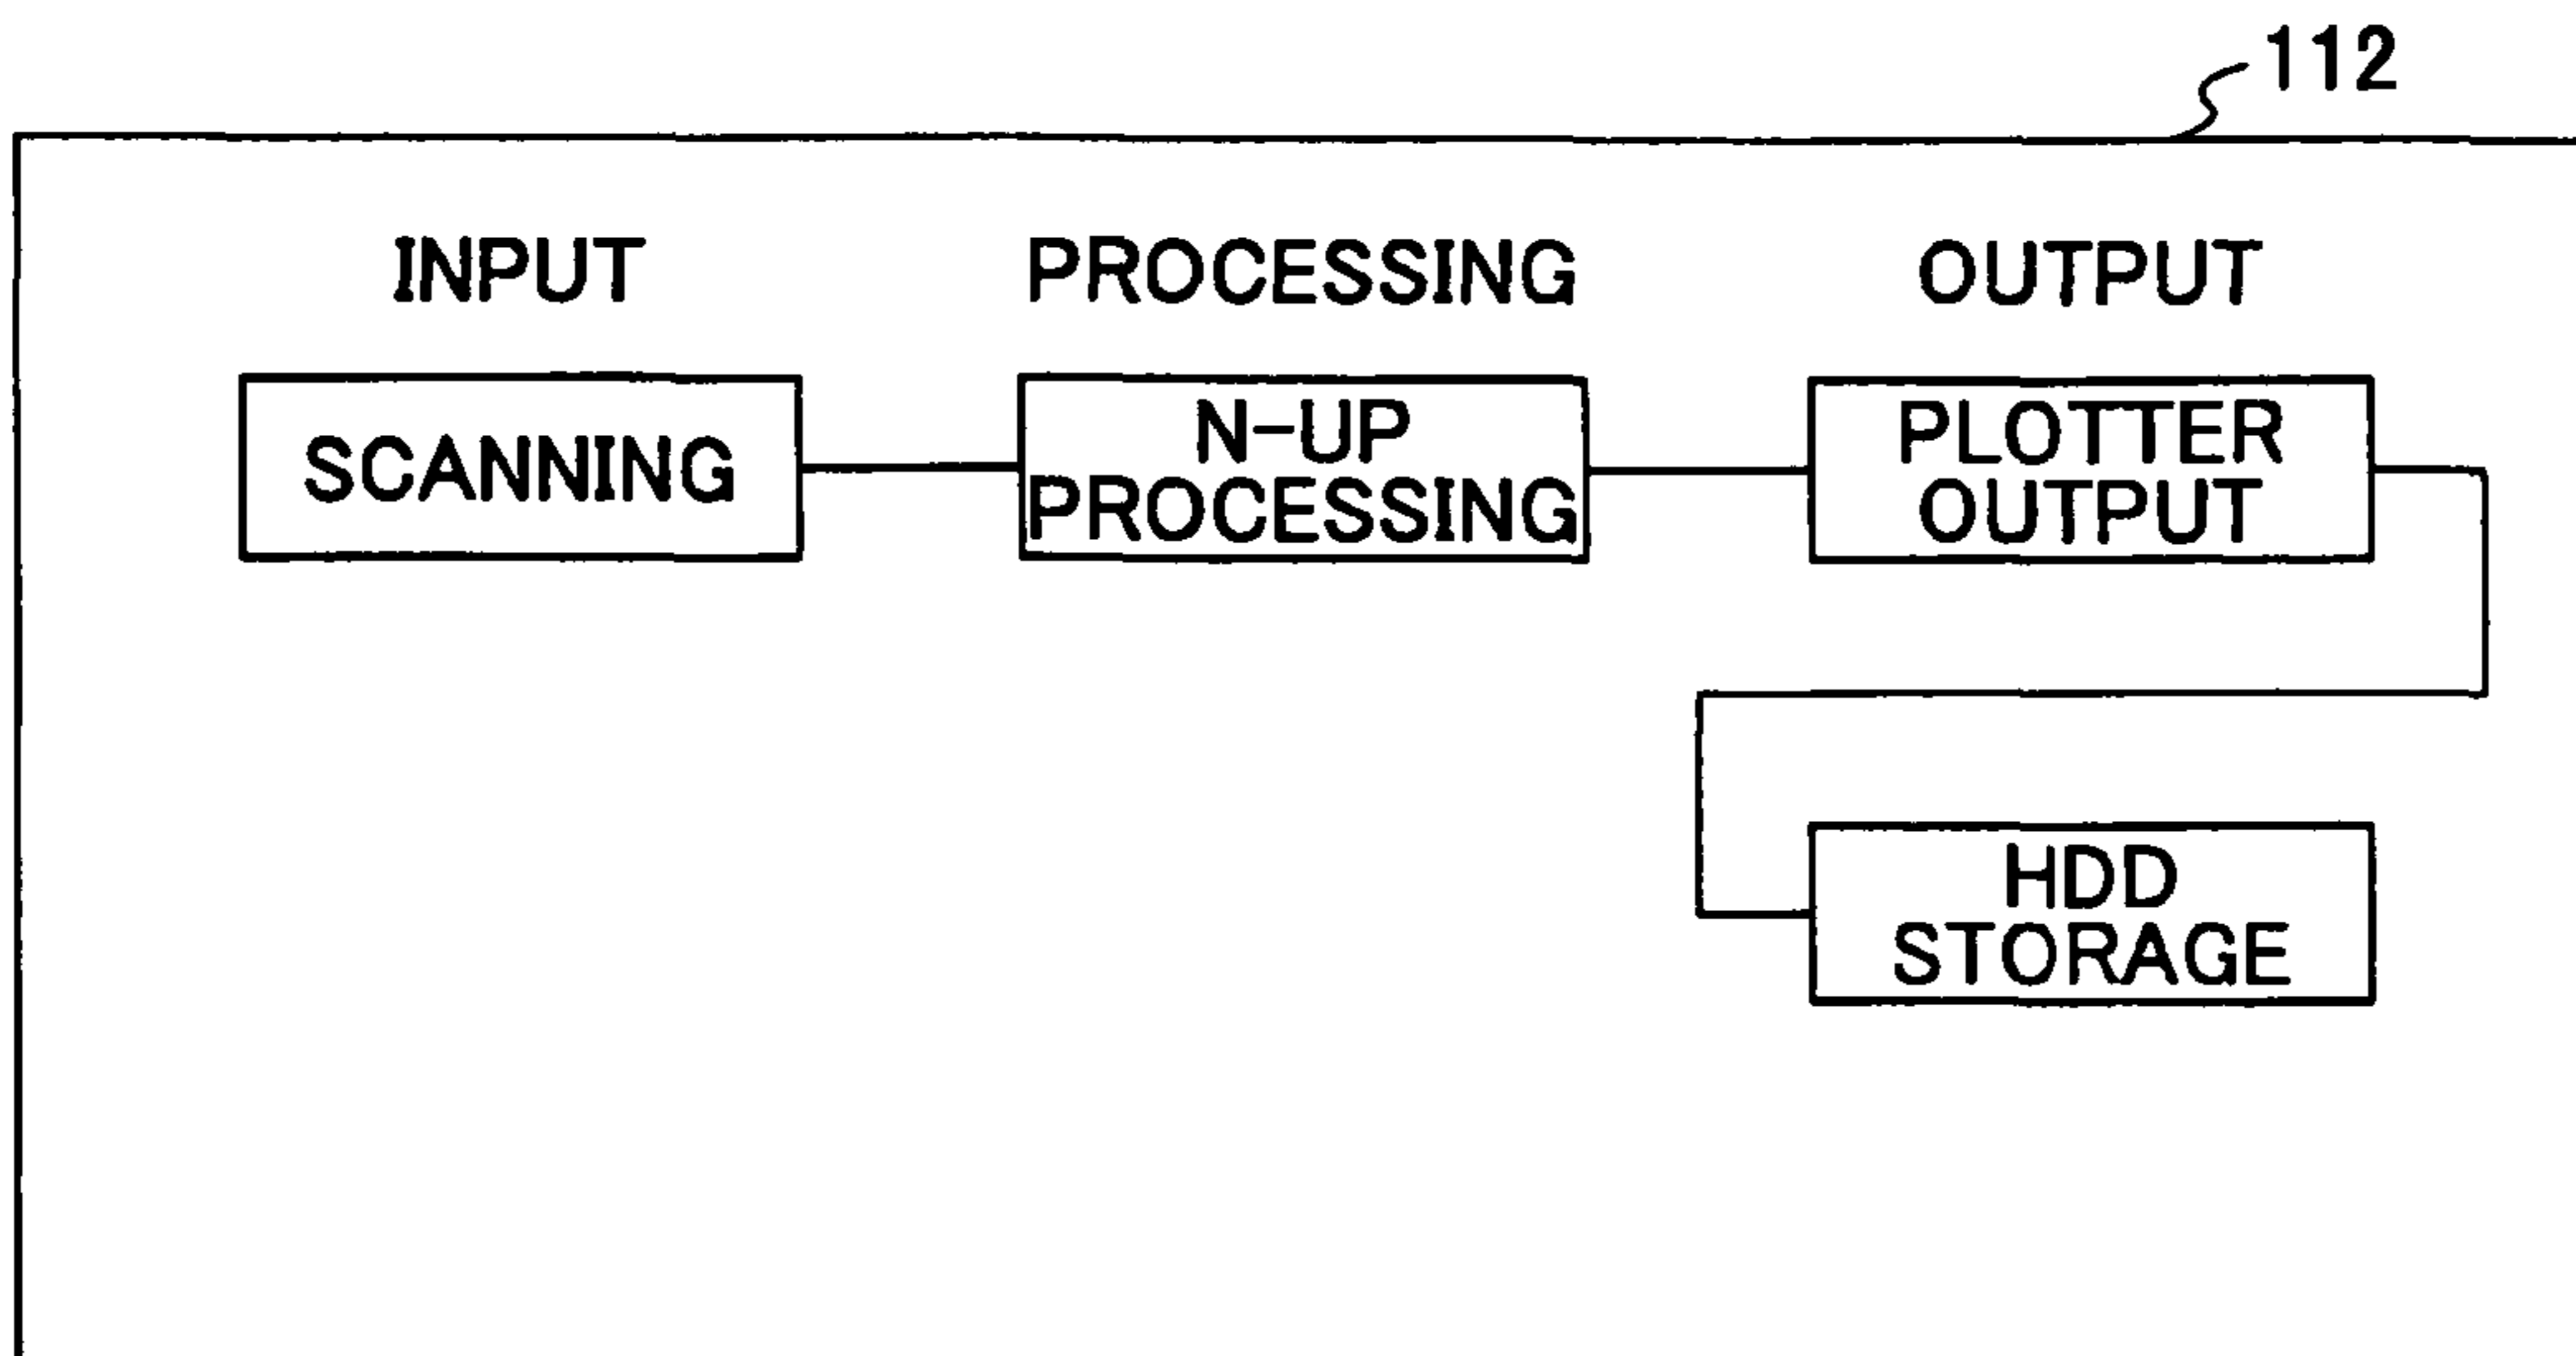 112
INPUT PROCESSING OUTPUT
SCANNING
N-UP
PROCESSING
PLOTTER
OUTPUT
HDD
STORAGE